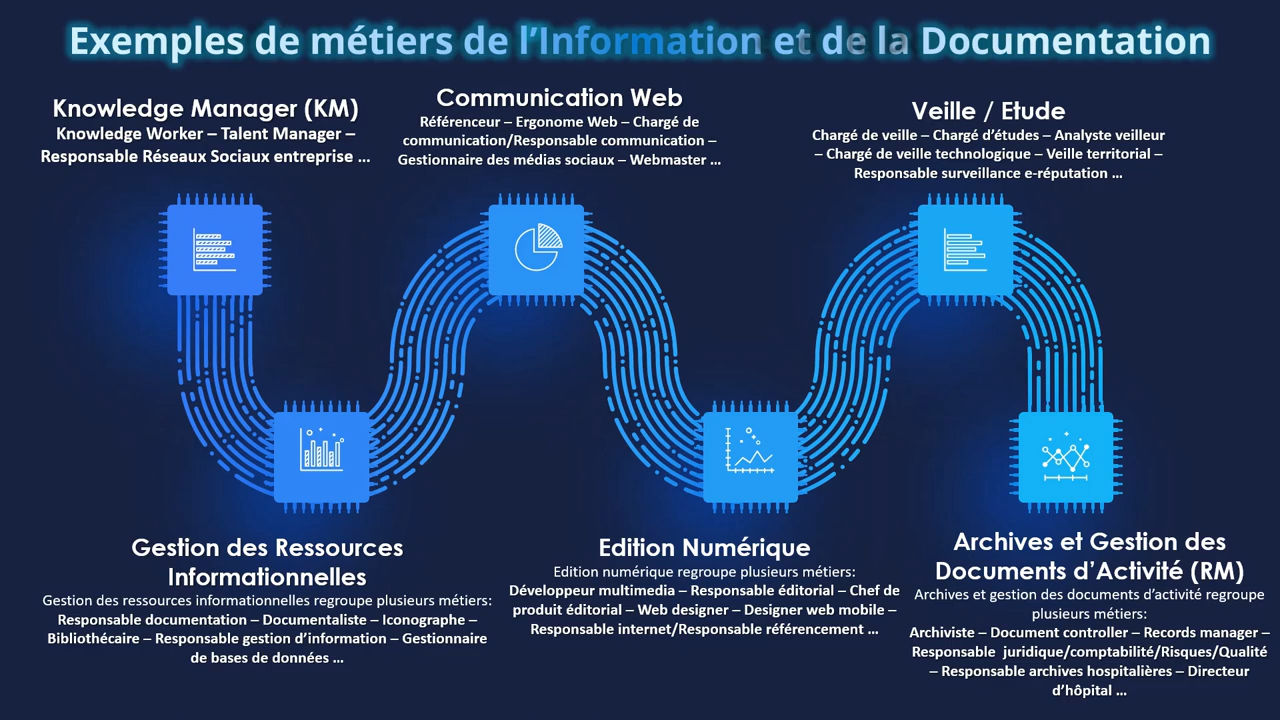 Exemples de métiers de l’Information et de la Documentation
Knowledge Manager (KM)
Knowledge Worker – Talent Manager –
Responsable Réseaux Sociaux entreprise ...
Communication Web
Référenceur – Ergonome Web – Chargé de
communication/Responsable communication –
Gestionnaire des médias sociaux – Webmaster ...
Veille / Etude
Chargé de veille – Chargé d’études – Analyste veilleur
– Chargé de veille technologique – Veille territorial –
Responsable surveillance e-réputation ...
Gestion des Ressources
Informationnelles
Gestion des ressources informationnelles regroupe plusieurs métiers:
Responsable documentation – Documentaliste – Iconographe –
Bibliothécaire – Responsable gestion d’information – Gestionnaire
de bases de données ...
Edition Numérique
Edition numérique regroupe plusieurs métiers:
Développeur multimedia – Responsable éditorial – Chef de
produit éditorial – Web designer – Designer web mobile –
Responsable internet/Responsable référencement ...
Archives et Gestion des
Documents d’Activité (RM)
Archives et gestion des documents d’activité regroupe
plusieurs métiers:
Archiviste – Document controller – Records manager –
Responsable juridique/comptabilité/Risques/Qualité
– Responsable archives hospitalières – Directeur
d’hôpital ...